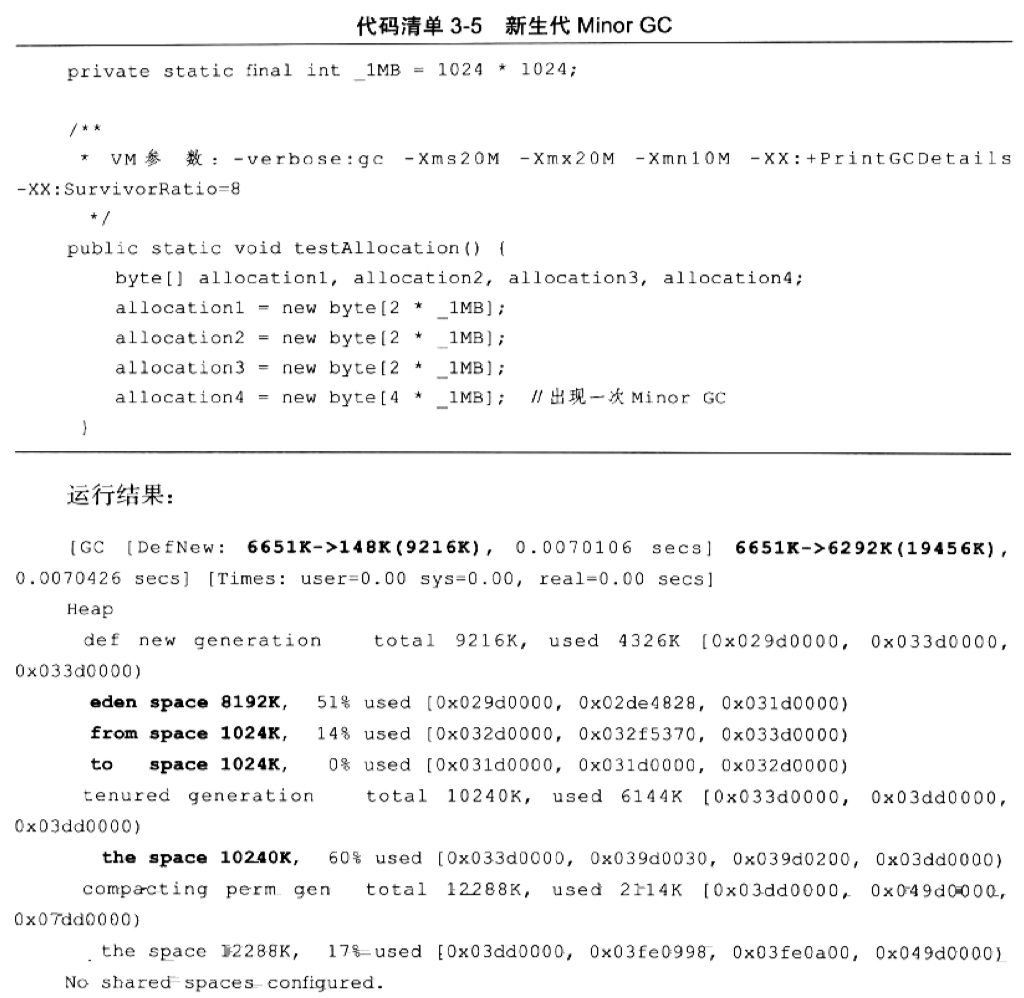 代码清单 3-5 新生代 Minor GC
private static final int _1MB = 1024 * 1024;
/**
* VM 参 数 : -verbose:gc -Xms20M -Xmx20M -Xmn10M -XX:+PrintGCDetails
-XX:SurvivorRatio=8
*/
public static void testAllocation() {
byte[] allocation1, allocation2, allocation3, allocation4;
allocation1 = new byte[2 * _1MB];
allocation2 = new byte[2 * _1MB];
allocation3 = new byte[2 * _1MB];
allocation4 = new byte[4 * _1MB]; //出现一次 Minor GC
}
运行结果：
[GC [DefNew: 6651K->148K(9216K), 0.0070106 secs] 6651K->6292K(19456K),
0.0070426 secs] [Times: user=0.00 sys=0.00, real=0.00 secs]
Heap
def new generation total 9216K, used 4326K [0x029d0000, 0x033d0000,
0x033d0000)
eden space 8192K, 51% used [0x029d0000, 0x02de4828, 0x031d0000)
from space 1024K, 14% used [0x032d0000, 0x032f5370, 0x033d0000)
to space 1024K, 0% used [0x031d0000, 0x031d0000, 0x032d0000)
tenured generation total 10240K, used 6144K [0x033d0000, 0x03dd0000,
0x03dd0000)
the space 10240K, 60% used [0x033d0000, 0x039d0030, 0x039d0200, 0x03dd0000)
compacting perm gen total 12288K, used 2114K [0x03dd0000, 0x049d0000,
0x07dd0000)
the space 12288K, 17% used [0x03dd0000, 0x03fe0998, 0x03fe0a00, 0x049d0000)
No shared spaces configured.